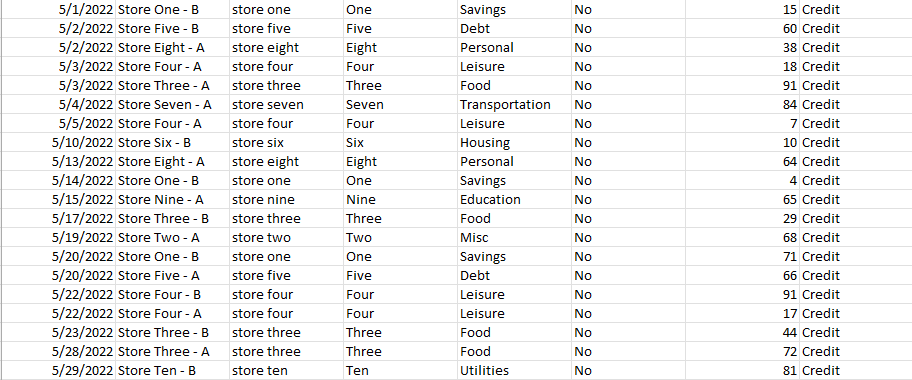 5/1/2022 Store One - B store one One Savings No 15 Credit
5/2/2022 Store Five - B store five Five Debt No 60 Credit
5/2/2022 Store Eight - A store eight Eight Personal No 38 Credit
5/3/2022 Store Four - A store four Four Leisure No 18 Credit
5/3/2022 Store Three - A store three Three Food No 91 Credit
5/4/2022 Store Seven - A store seven Seven Transportation No 84 Credit
5/5/2022 Store Four - A store four Four Leisure No 7 Credit
5/10/2022 Store Six - B store six Six Housing No 10 Credit
5/13/2022 Store Eight - A store eight Eight Personal No 64 Credit
5/14/2022 Store One - B store one One Savings No 4 Credit
5/15/2022 Store Nine - A store nine Nine Education No 65 Credit
5/17/2022 Store Three - B store three Three Food No 29 Credit
5/19/2022 Store Two - A store two Two Misc No 68 Credit
5/20/2022 Store One - B store one One Savings No 71 Credit
5/20/2022 Store Five - A store five Five Debt No 66 Credit
5/22/2022 Store Four - B store four Four Leisure No 91 Credit
5/22/2022 Store Four - A store four Four Leisure No 17 Credit
5/23/2022 Store Three - B store three Three Food No 44 Credit
5/28/2022 Store Three - A store three Three Food No 72 Credit
5/29/2022 Store Ten - B store ten Ten Utilities No 81 Credit